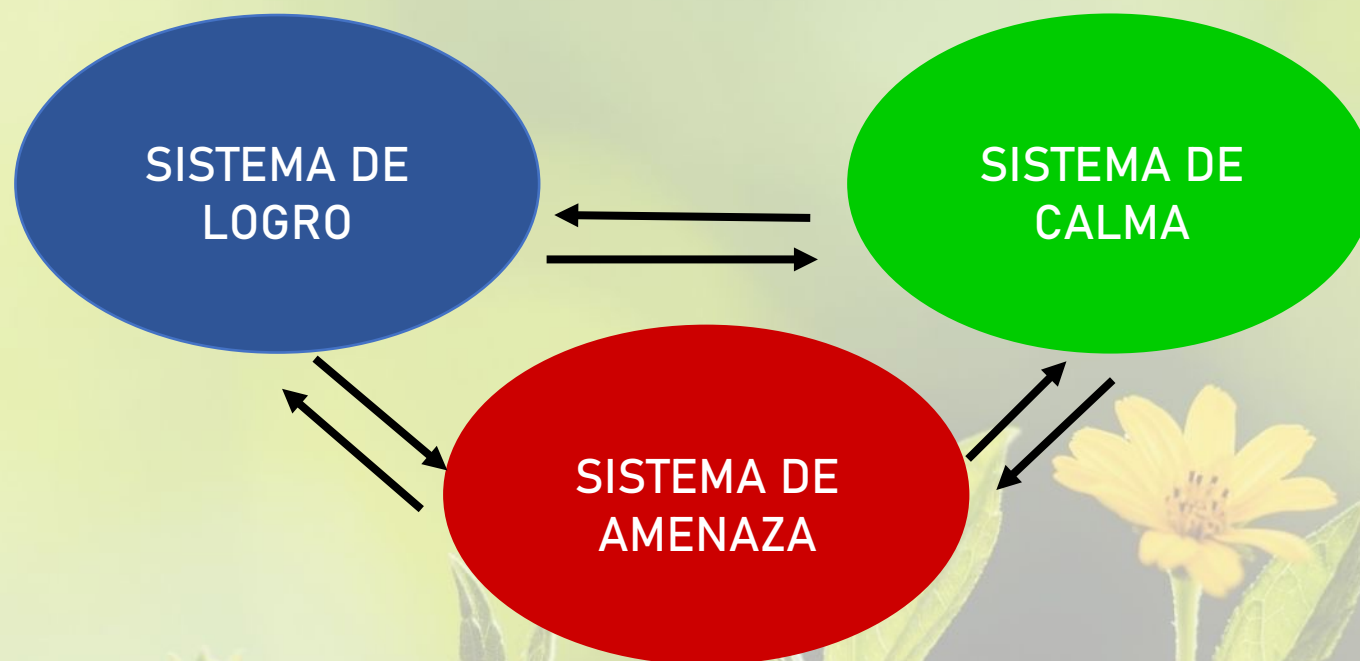 SISTEMA DE
LOGRO
SISTEMA DE
CALMA
SISTEMA DE
AMENAZA